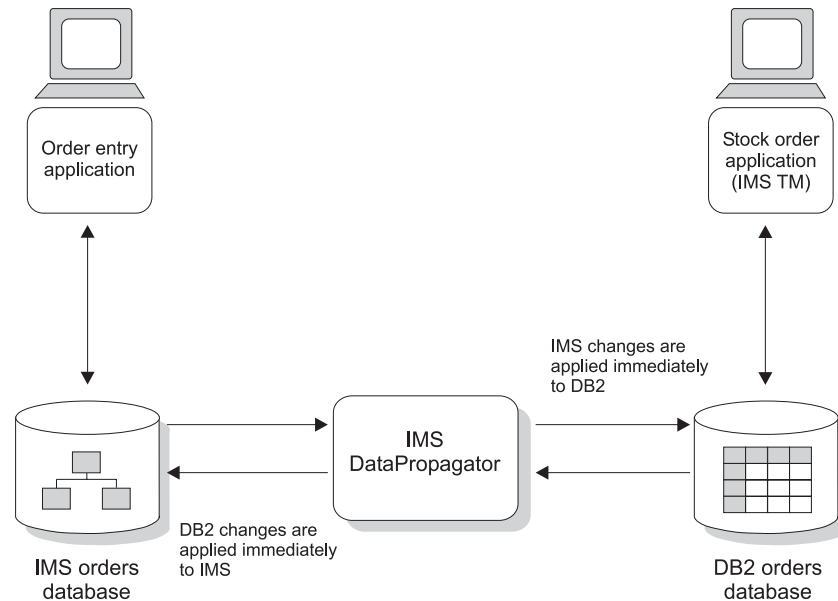 Order entry
application
Stock order
application
(IMS TM)
IMS changes are
applied immediately
to DB2
IMS
DataPropagator
DB2 changes are
applied immediately
to IMS
IMS orders
database
DB2 orders
database